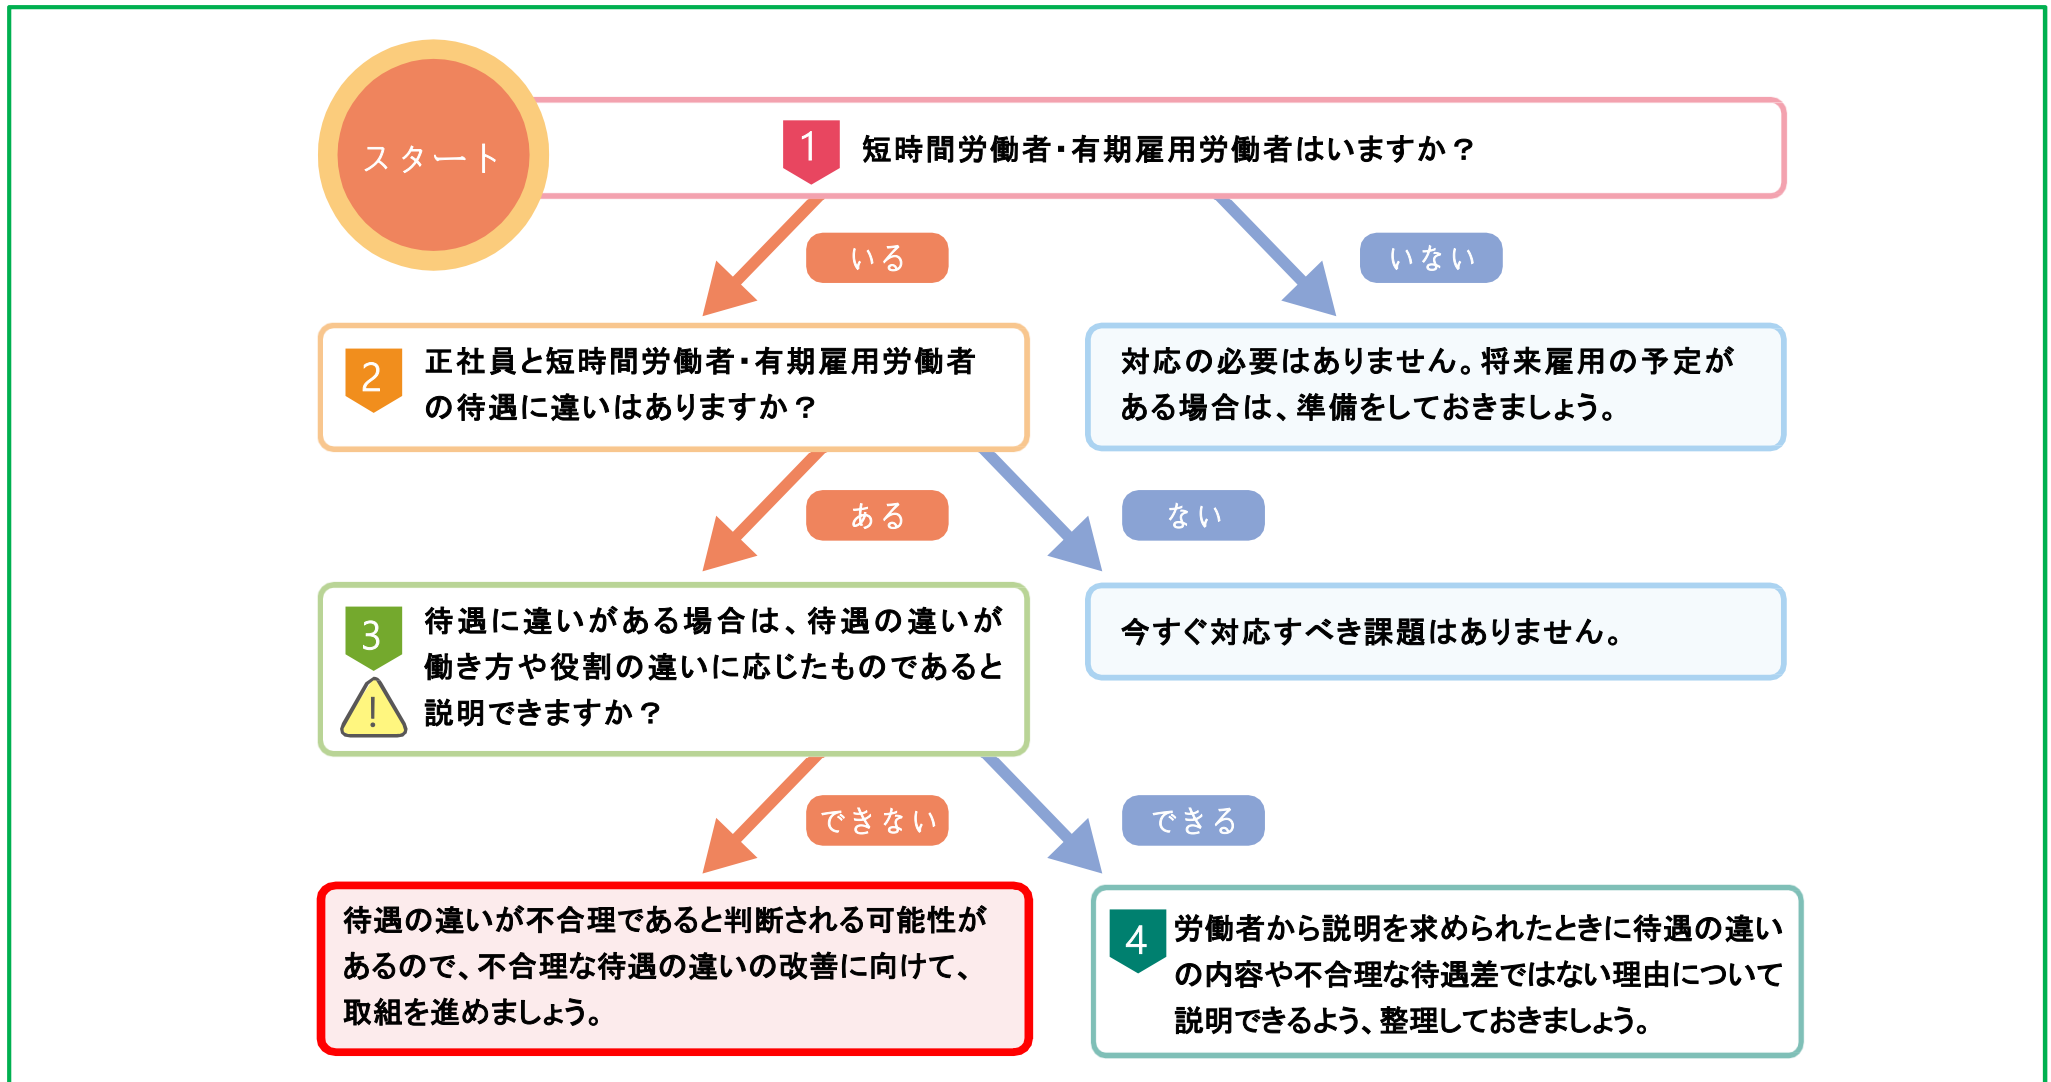 スタート
1
短時間労働者・有期雇用労働者はいますか？
いる
いない
2
正社員と短時間労働者・有期雇用労働者
の待遇に違いはありますか？
対応の必要はありません。将来雇用の予定が
ある場合は、準備をしておきましょう。
ある
ない
3
待遇に違いがある場合は、待遇の違いが
働き方や役割の違いに応じたものであると
説明できますか？
今すぐ対応すべき課題はありません。
できない
できる
待遇の違いが不合理であると判断される可能性が
あるので、不合理な待遇の違いの改善に向けて、
取組を進めましょう。
4
労働者から説明を求められたときに待遇の違い
の内容や不合理な待遇差ではない理由について
説明できるよう、整理しておきましょう。